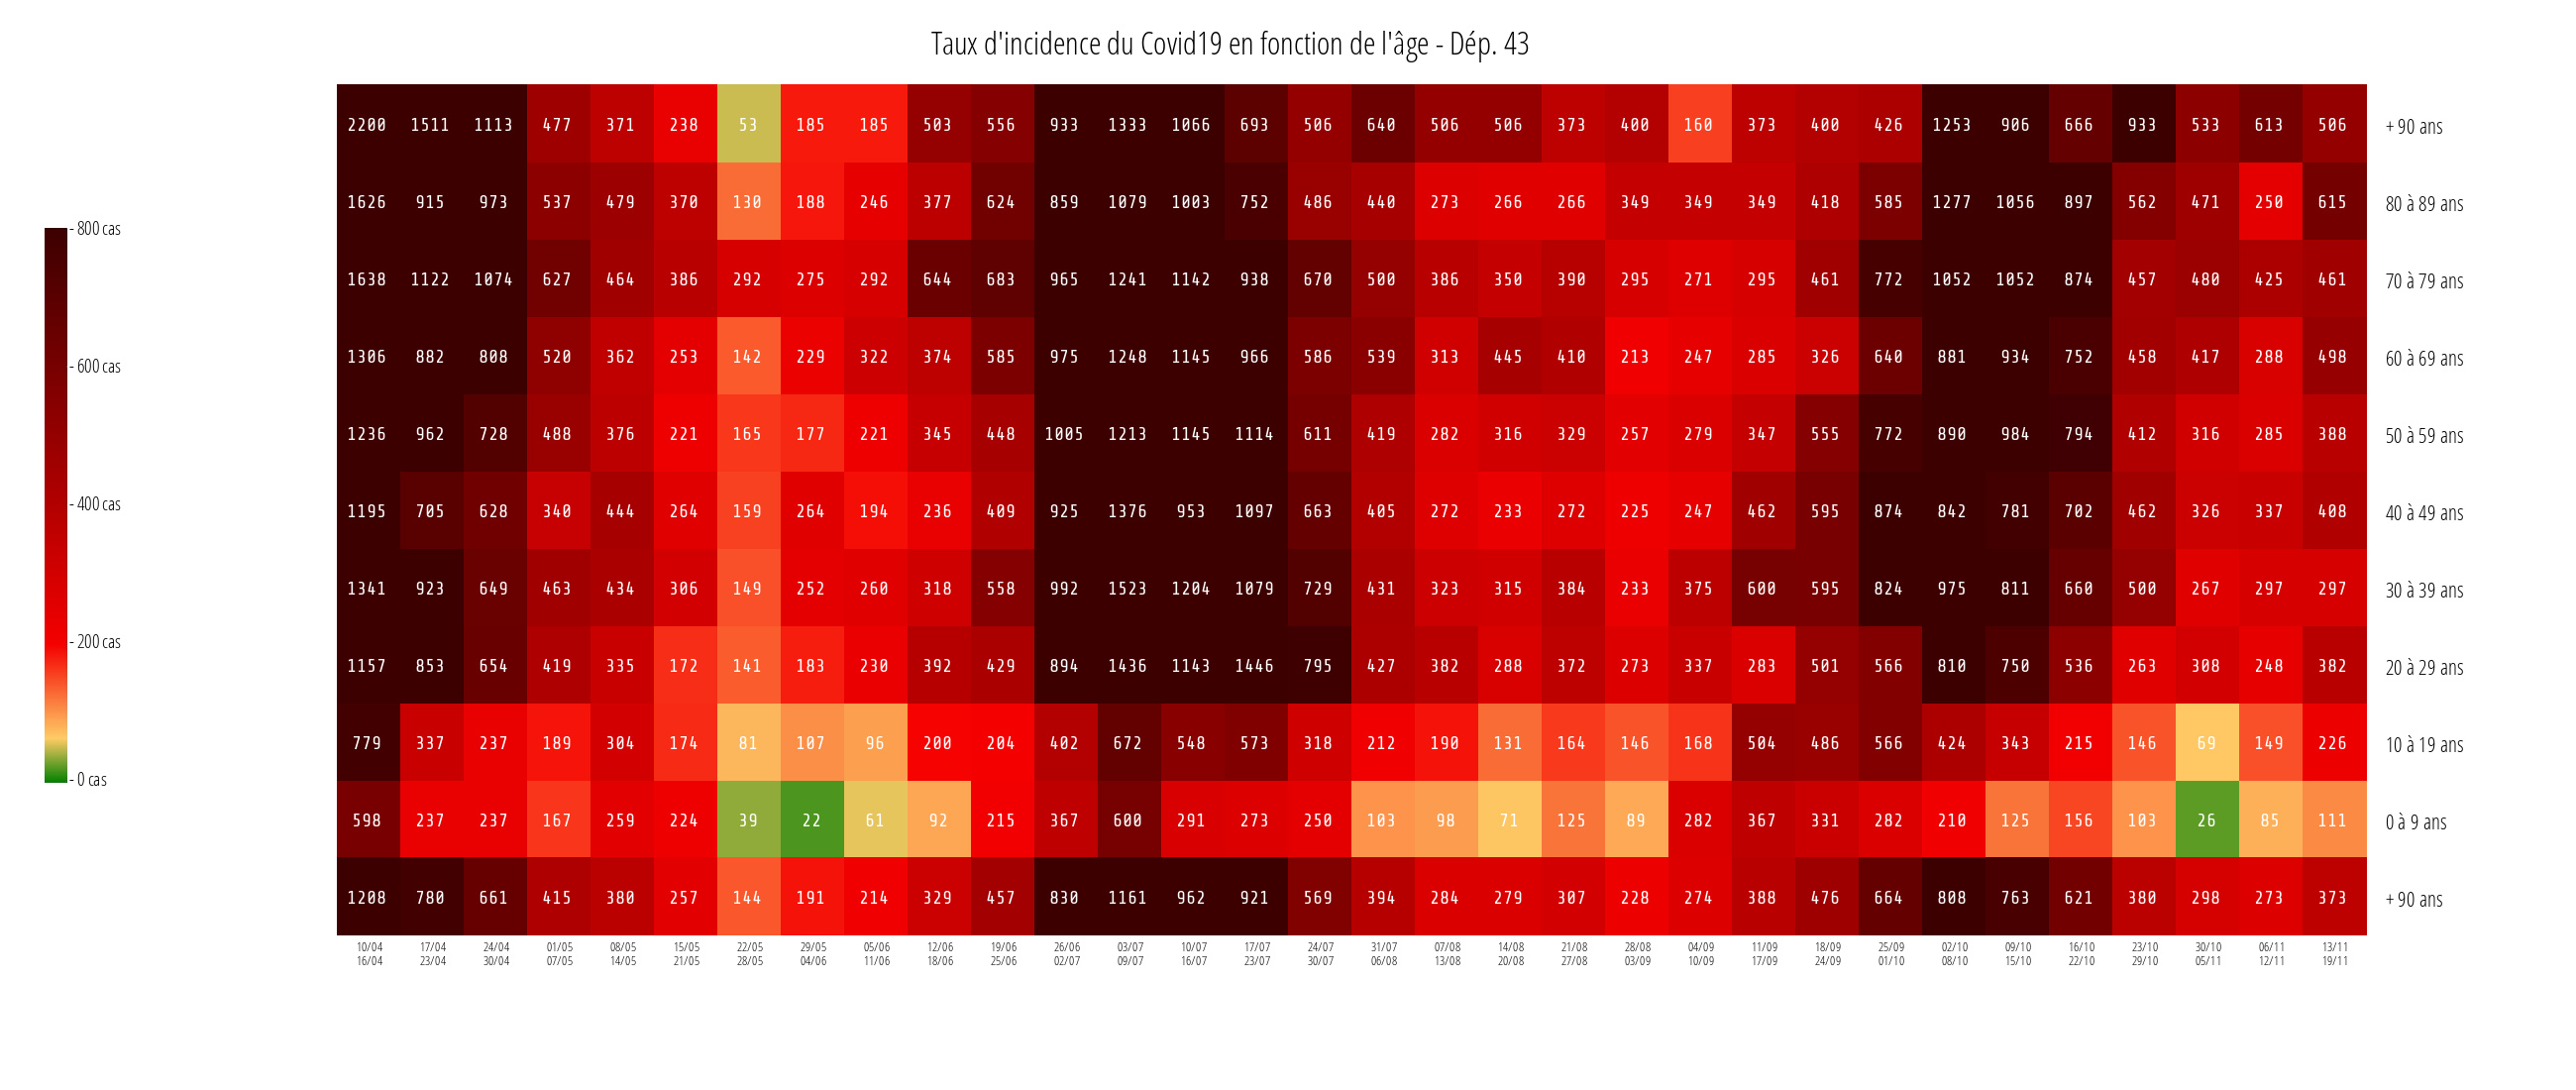 Taux d'incidence du Covid19 en fonction de l'âge - Dép. 43
- 800 cas
- 600 cas
- 400 cas
- 200 cas
- 0 cas
2200 1511 1113 477 371 238 53 185 185 503 556 933 1333 1066 693 506 640 506 506 373 400 160 373 400 426 1253 906 666 933 533 613 506 + 90 ans
1626 915 973 537 479 370 130 188 246 377 624 859 1079 1003 752 486 440 273 266 266 349 349 349 418 585 1277 1056 897 562 471 250 615 80 à 89 ans
1638 1122 1074 627 464 386 292 275 292 644 683 965 1241 1142 938 670 500 386 350 390 295 271 295 461 772 1052 1052 874 457 480 425 461 70 à 79 ans
1306 882 808 520 362 253 142 229 322 374 585 975 1248 1145 966 586 539 313 445 410 213 247 285 326 640 881 934 752 458 417 288 498 60 à 69 ans
1236 962 728 488 376 221 165 177 221 345 448 1005 1213 1145 1114 611 419 282 316 329 257 279 347 555 772 890 984 794 412 316 285 388 50 à 59 ans
1195 705 628 340 444 264 159 264 194 236 409 925 1376 953 1097 663 405 272 233 272 225 247 462 595 874 842 781 702 462 326 337 408 40 à 49 ans
1341 923 649 463 434 306 149 252 260 318 558 992 1523 1204 1079 729 431 323 315 384 233 375 600 595 824 975 811 660 500 267 297 297 30 à 39 ans
1157 853 654 419 335 172 141 183 230 392 429 894 1436 1143 1446 795 427 382 288 372 273 337 283 501 566 810 750 536 263 308 248 382 20 à 29 ans
779 337 237 189 304 174 81 107 96 200 204 402 672 548 573 318 212 190 131 164 146 168 504 486 566 424 343 215 146 69 149 226 10 à 19 ans
598 237 237 167 259 224 39 22 61 92 215 367 600 291 273 250 103 98 71 125 89 282 367 331 282 210 125 156 103 26 85 111 0 à 9 ans
1208 780 661 415 380 257 144 191 214 329 457 830 1161 962 921 569 394 284 279 307 228 274 388 476 664 808 763 621 380 298 273 373 + 90 ans
10/04 17/04 24/04 01/05 08/05 15/05 22/05 29/05 05/06 12/06 19/06 26/06 03/07 10/07 17/07 24/07 31/07 07/08 14/08 21/08 28/08 04/09 11/09 18/09 25/09 02/10 09/10 16/10 23/10 30/10 06/11 13/11
16/04 23/04 30/04 07/05 14/05 21/05 28/05 04/06 11/06 18/06 25/06 02/07 09/07 16/07 23/07 30/07 06/08 13/08 20/08 27/08 03/09 10/09 17/09 24/09 01/10 08/10 15/10 22/10 29/10 05/11 12/11 19/11